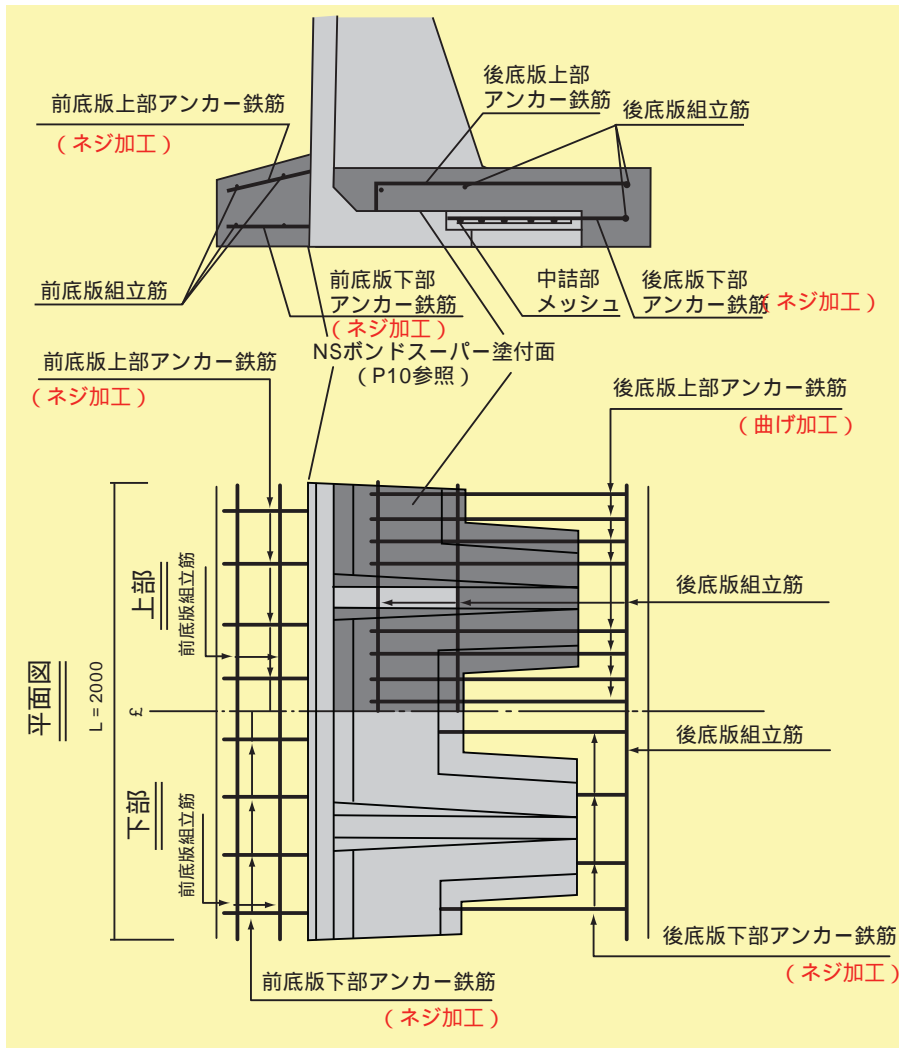 後底版上部
アンカー鉄筋
前底版上部アンカー鉄筋
（ネジ加工）
後底版組立筋
前底版組立筋
前底版下部
アンカー鉄筋
（ネジ加工）
中詰部
メッシュ
後底版下部
アンカー鉄筋
（ネジ加工）
NSボンドスーパー塗付面
（P10参照）
前底版上部アンカー鉄筋
（ネジ加工）
後底版上部アンカー鉄筋
（曲げ加工）
上部
前底版組立筋
後底版組立筋
平面図
L = 2000
£
後底版組立筋
下部
前底版組立筋
後底版下部アンカー鉄筋
（ネジ加工）
前底版下部アンカー鉄筋
（ネジ加工）